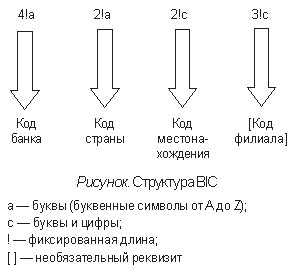 4!a 2!a 2!c 3!c
Код Код Код [Код
банка страны местона- филиала]
хождения
Рисунок. Структура BIC
a — буквы (буквенные символы от A до Z);
c — буквы и цифры;
! — фиксированная длина;
[ ] — необязательный реквизит